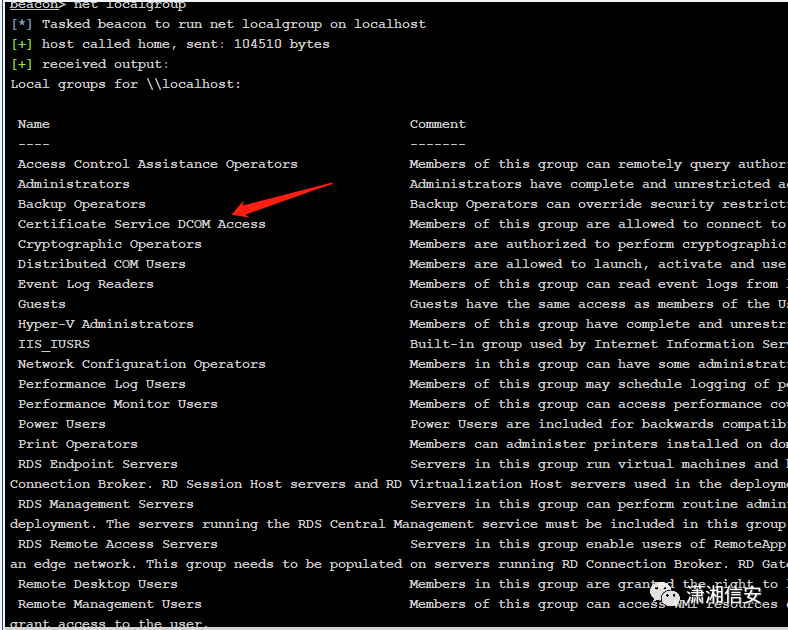 beacon> net localgroup
[*] Tasked beacon to run net localgroup on localhost
[+] host called home, sent: 104510 bytes
[+] received output:
Local groups for \\localhost:
Name Comment
---- -------
Access Control Assistance Operators Members of this group can remotely query author
Administrators Administrators have complete and unrestricted a
Backup Operators Backup Operators can override security restrict
Certificate Service DCOM Access Members of this group are allowed to connect to
Cryptographic Operators Members are authorized to perform cryptographic
Distributed COM Users Members are allowed to launch, activate and use
Event Log Readers Members of this group can read event logs from
Guests Guests have the same access as members of the U
Hyper-V Administrators Members of this group have complete and unrestr
IIS_IUSRS Built-in group used by Internet Information Ser
Network Configuration Operators Members in this group can have some administrat
Performance Log Users Members of this group may schedule logging of p
Performance Monitor Users Members of this group can access performance co
Power Users Power Users are included for backwards compatib
Print Operators Members can administer printers installed on do
RDS Endpoint Servers Servers in this group run virtual machines and
Connection Broker. RD Session Host servers and RD Virtualization Host servers used in the deploym
RDS Management Servers Servers in this group can perform routine admin
deployment. The servers running the RDS Central Management service must be included in this group
RDS Remote Access Servers Servers in this group enable users of RemoteApp
an edge network. This group needs to be populated on servers running RD Connection Broker. RD Gat
Remote Desktop Users Members in this group are granted the right to
Remote Management Users Members of this group can access WMI resources
grant access to the user.
潇湘信安